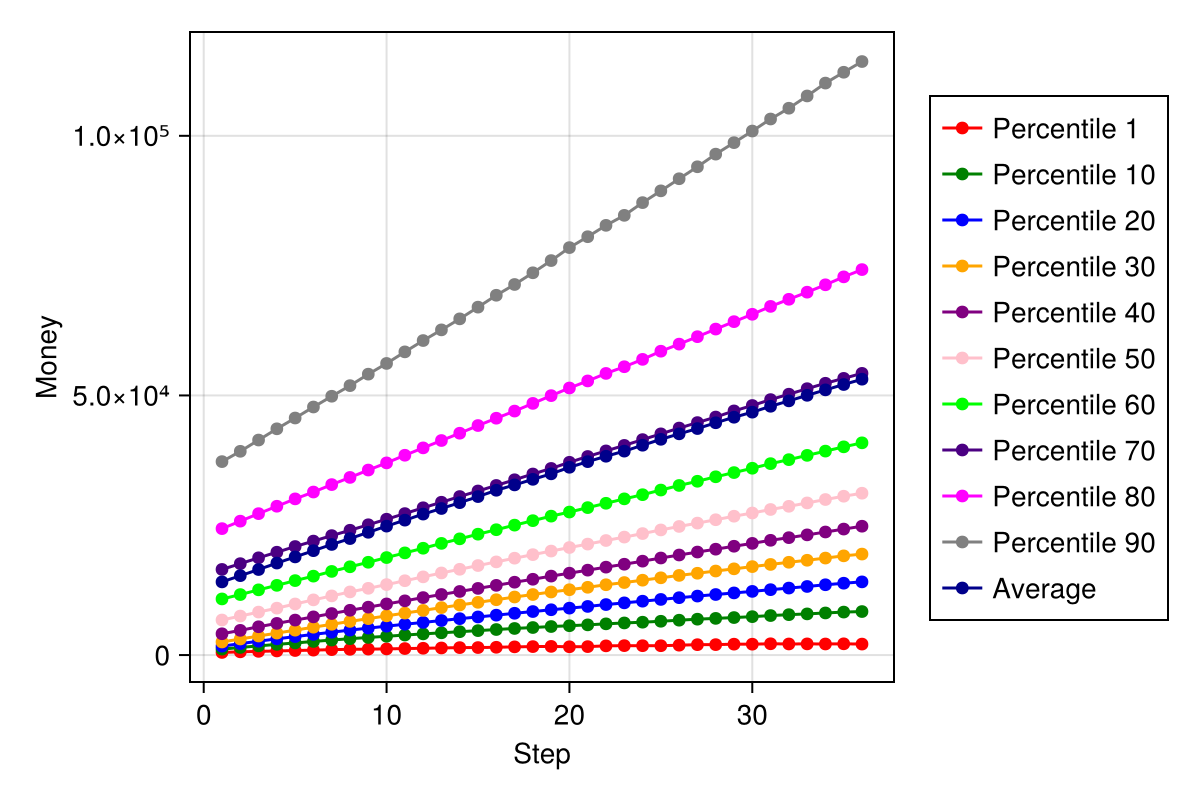 Money
1.0×10⁵
5.0×10⁴
0
0 10 20 30
Step
Percentile 1
Percentile 10
Percentile 20
Percentile 30
Percentile 40
Percentile 50
Percentile 60
Percentile 70
Percentile 80
Percentile 90
Average